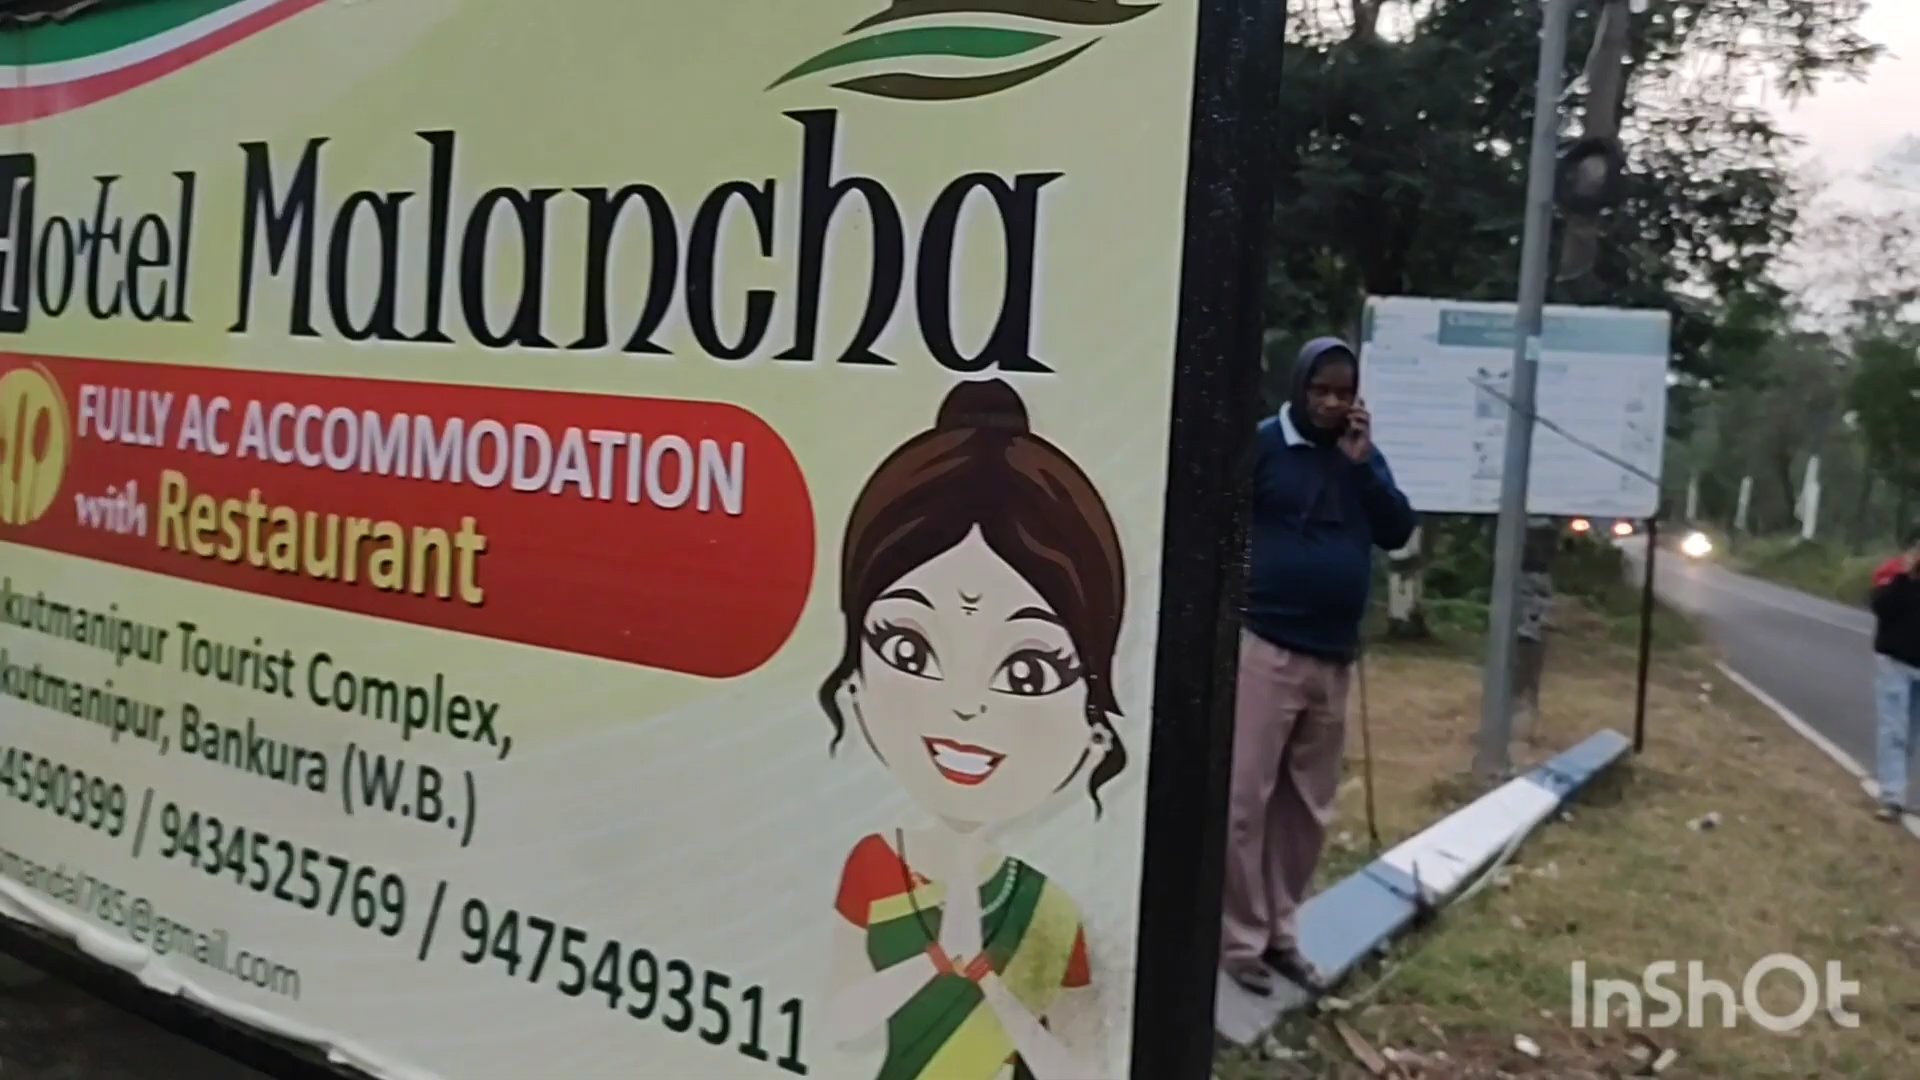 Hotel Malancha
FULLY AC ACCOMMODATION
with Restaurant
kutmanipur Tourist Complex,
kutmanipur, Bankura (W.B.)
4590399 / 9434525769 / 9475493511
mandal785@gmail.com
InShOt